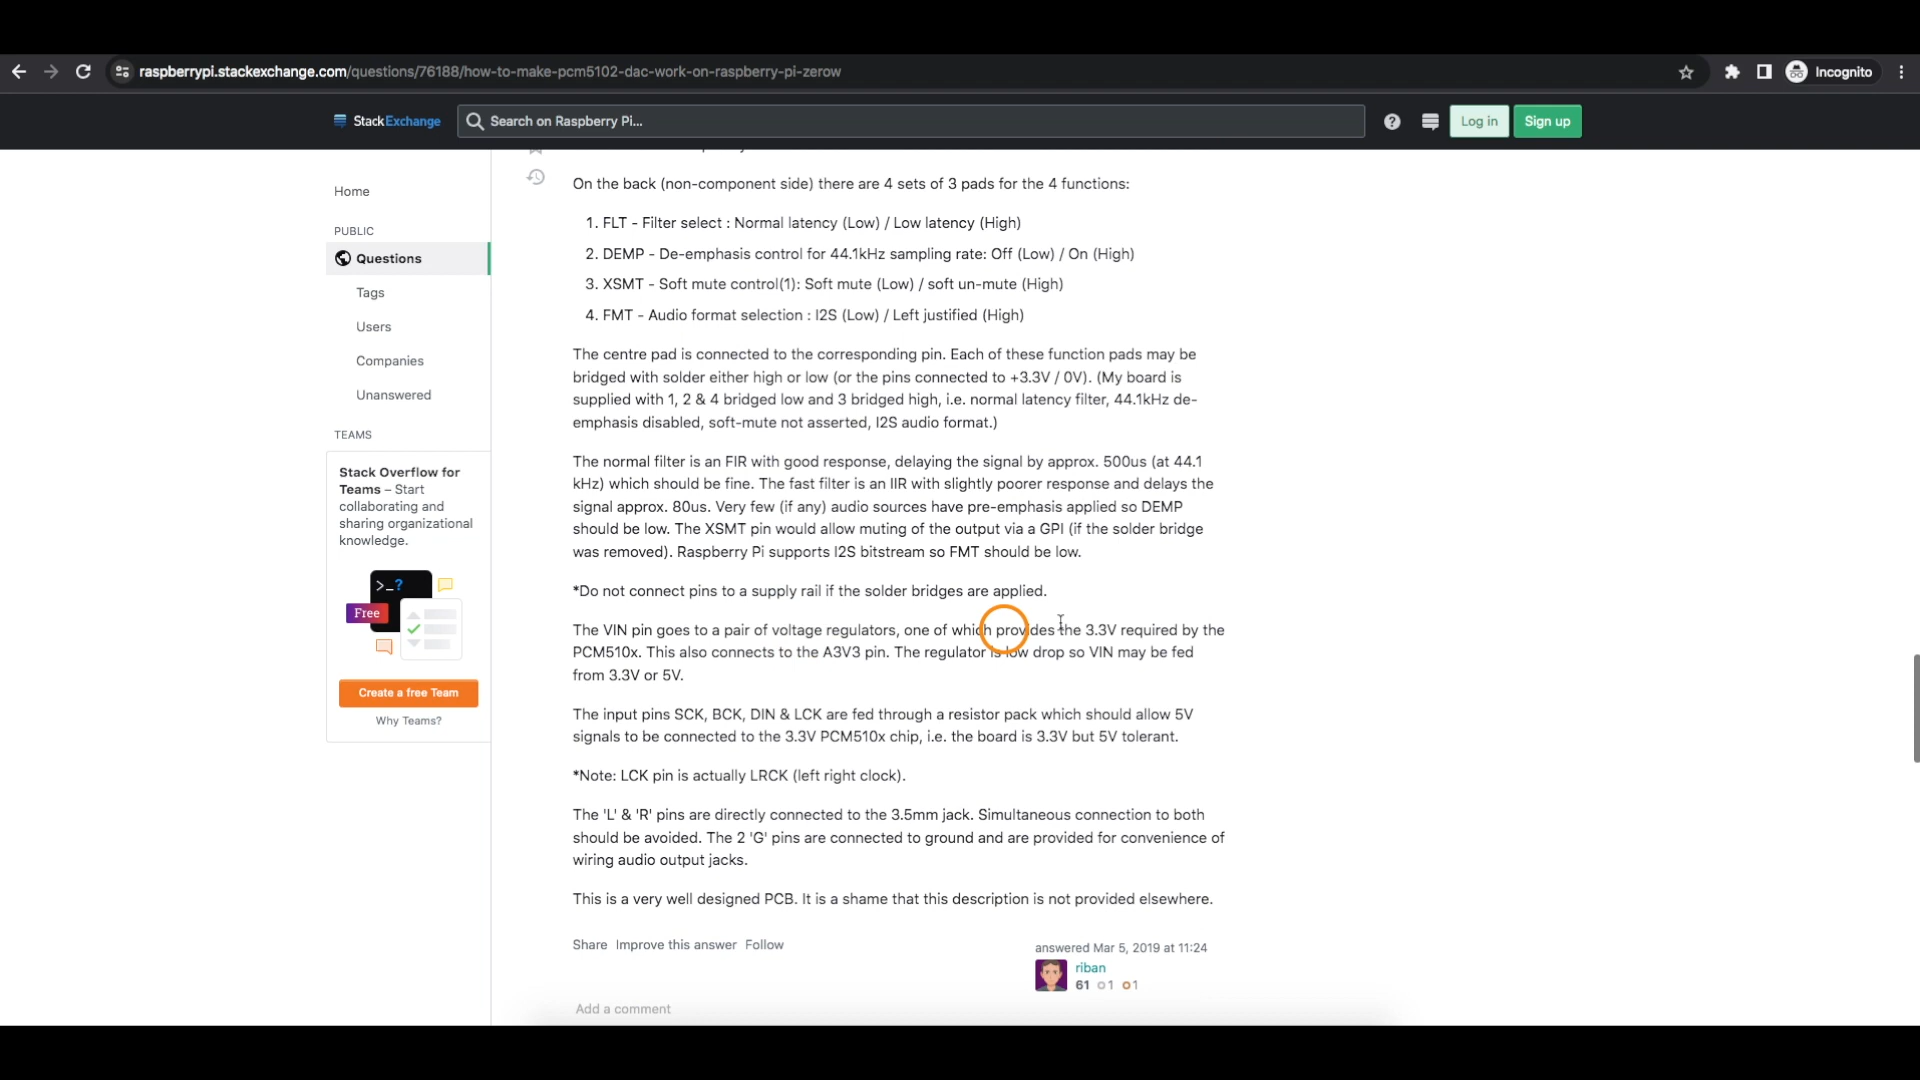 raspberrypi.stackexchange.com/questions/76188/how-to-make-pcm5102-dac-work-on-raspberry-pi-zerow
Incognito
StackExchange
Search on Raspberry Pi...
Log in
Sign up
Home
PUBLIC
Questions
Tags
Users
Companies
Unanswered
TEAMS
Stack Overflow for
Teams – Start
collaborating and
sharing organizational
knowledge.
>_?
Free
Create a free Team
Why Teams?
On the back (non-component side) there are 4 sets of 3 pads for the 4 functions:
1. FLT - Filter select : Normal latency (Low) / Low latency (High)
2. DEMP - De-emphasis control for 44.1kHz sampling rate: Off (Low) / On (High)
3. XSMT - Soft mute control(1): Soft mute (Low) / soft un-mute (High)
4. FMT - Audio format selection : I2S (Low) / Left justified (High)
The centre pad is connected to the corresponding pin. Each of these function pads may be
bridged with solder either high or low (or the pins connected to +3.3V / 0V). (My board is
supplied with 1, 2 & 4 bridged low and 3 bridged high, i.e. normal latency filter, 44.1kHz de-
emphasis disabled, soft-mute not asserted, I2S audio format.)
The normal filter is an FIR with good response, delaying the signal by approx. 500us (at 44.1
kHz) which should be fine. The fast filter is an IIR with slightly poorer response and delays the
signal approx. 80us. Very few (if any) audio sources have pre-emphasis applied so DEMP
should be low. The XSMT pin would allow muting of the output via a GPI (if the solder bridge
was removed). Raspberry Pi supports I2S bitstream so FMT should be low.
*Do not connect pins to a supply rail if the solder bridges are applied.
The VIN pin goes to a pair of voltage regulators, one of which provides the 3.3V required by the
PCM510x. This also connects to the A3V3 pin. The regulator is low drop so VIN may be fed
from 3.3V or 5V.
The input pins SCK, BCK, DIN & LCK are fed through a resistor pack which should allow 5V
signals to be connected to the 3.3V PCM510x chip, i.e. the board is 3.3V but 5V tolerant.
*Note: LCK pin is actually LRCK (left right clock).
The 'L' & 'R' pins are directly connected to the 3.5mm jack. Simultaneous connection to both
should be avoided. The 2 'G' pins are connected to ground and are provided for convenience of
wiring audio output jacks.
This is a very well designed PCB. It is a shame that this description is not provided elsewhere.
Share Improve this answer Follow
answered Mar 5, 2019 at 11:24
riban
61 1 1
Add a comment